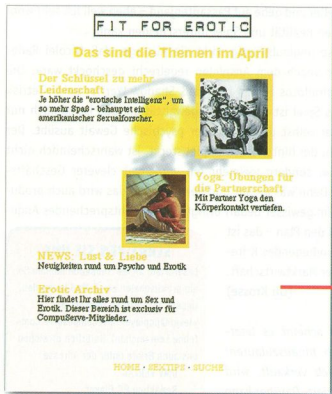 FIT FOR EROTIC
Das sind die Themen im April
Der Schlüssel zu mehr
Leidenschaft
Je höher die "erotische Intelligenz", um
so mehr Spaß - behauptet ein
amerikanischer Sexualforscher.
Yoga: Übungen für
die Partnerschaft
Mit Partner Yoga den
Körperkontakt vertiefen.
NEWS: Lust & Liebe
Neuigkeiten rund um Psycho und Erotik
Erotic Archiv
Hier findet Ihr alles rund um Sex und
Erotik. Dieser Bereich ist exclusiv für
CompuServe-Mitglieder.
HOME · SEXTIPS · SUCHE